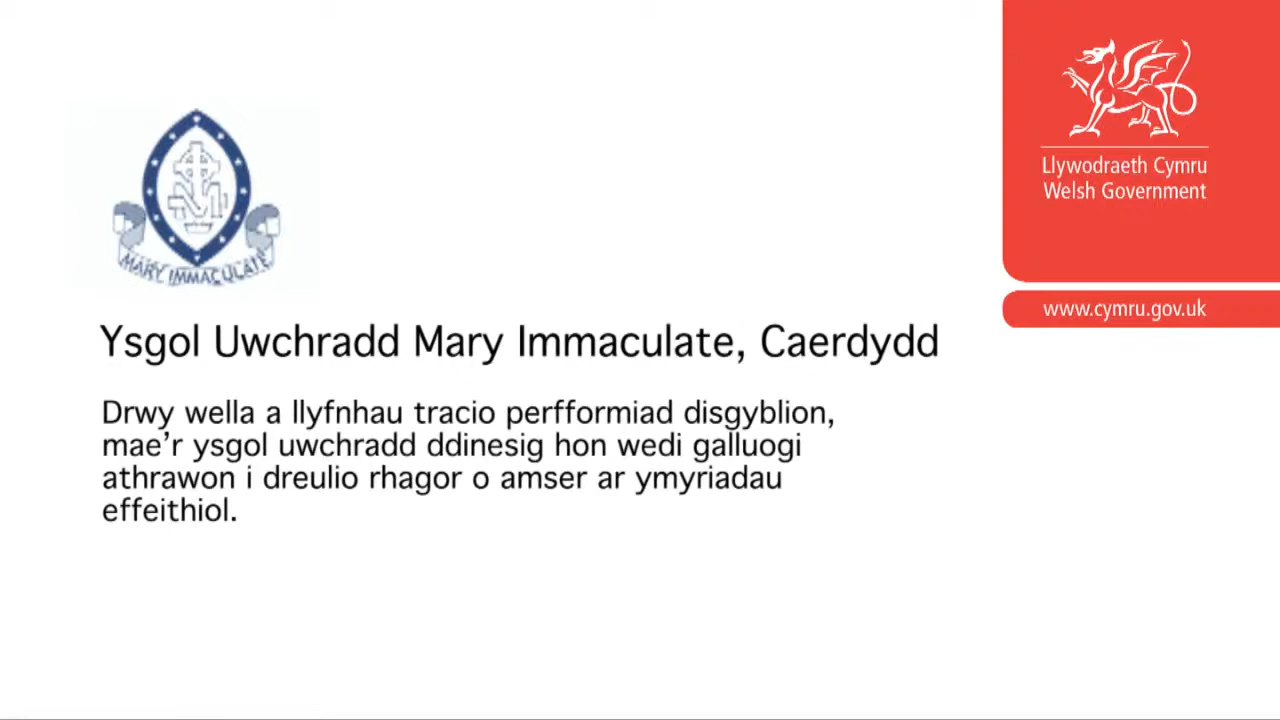 MARY IMMACULATE
Llywodraeth Cymru
Welsh Government
www.cymru.gov.uk
Ysgol Uwchradd Mary Immaculate, Caerdydd
Drwy wella a llyfnhau tracio perfformiad disgyblion,
mae’r ysgol uwchradd ddinesig hon wedi galluogi
athrawon i dreulio rhagor o amser ar ymyriadau
effeithiol.